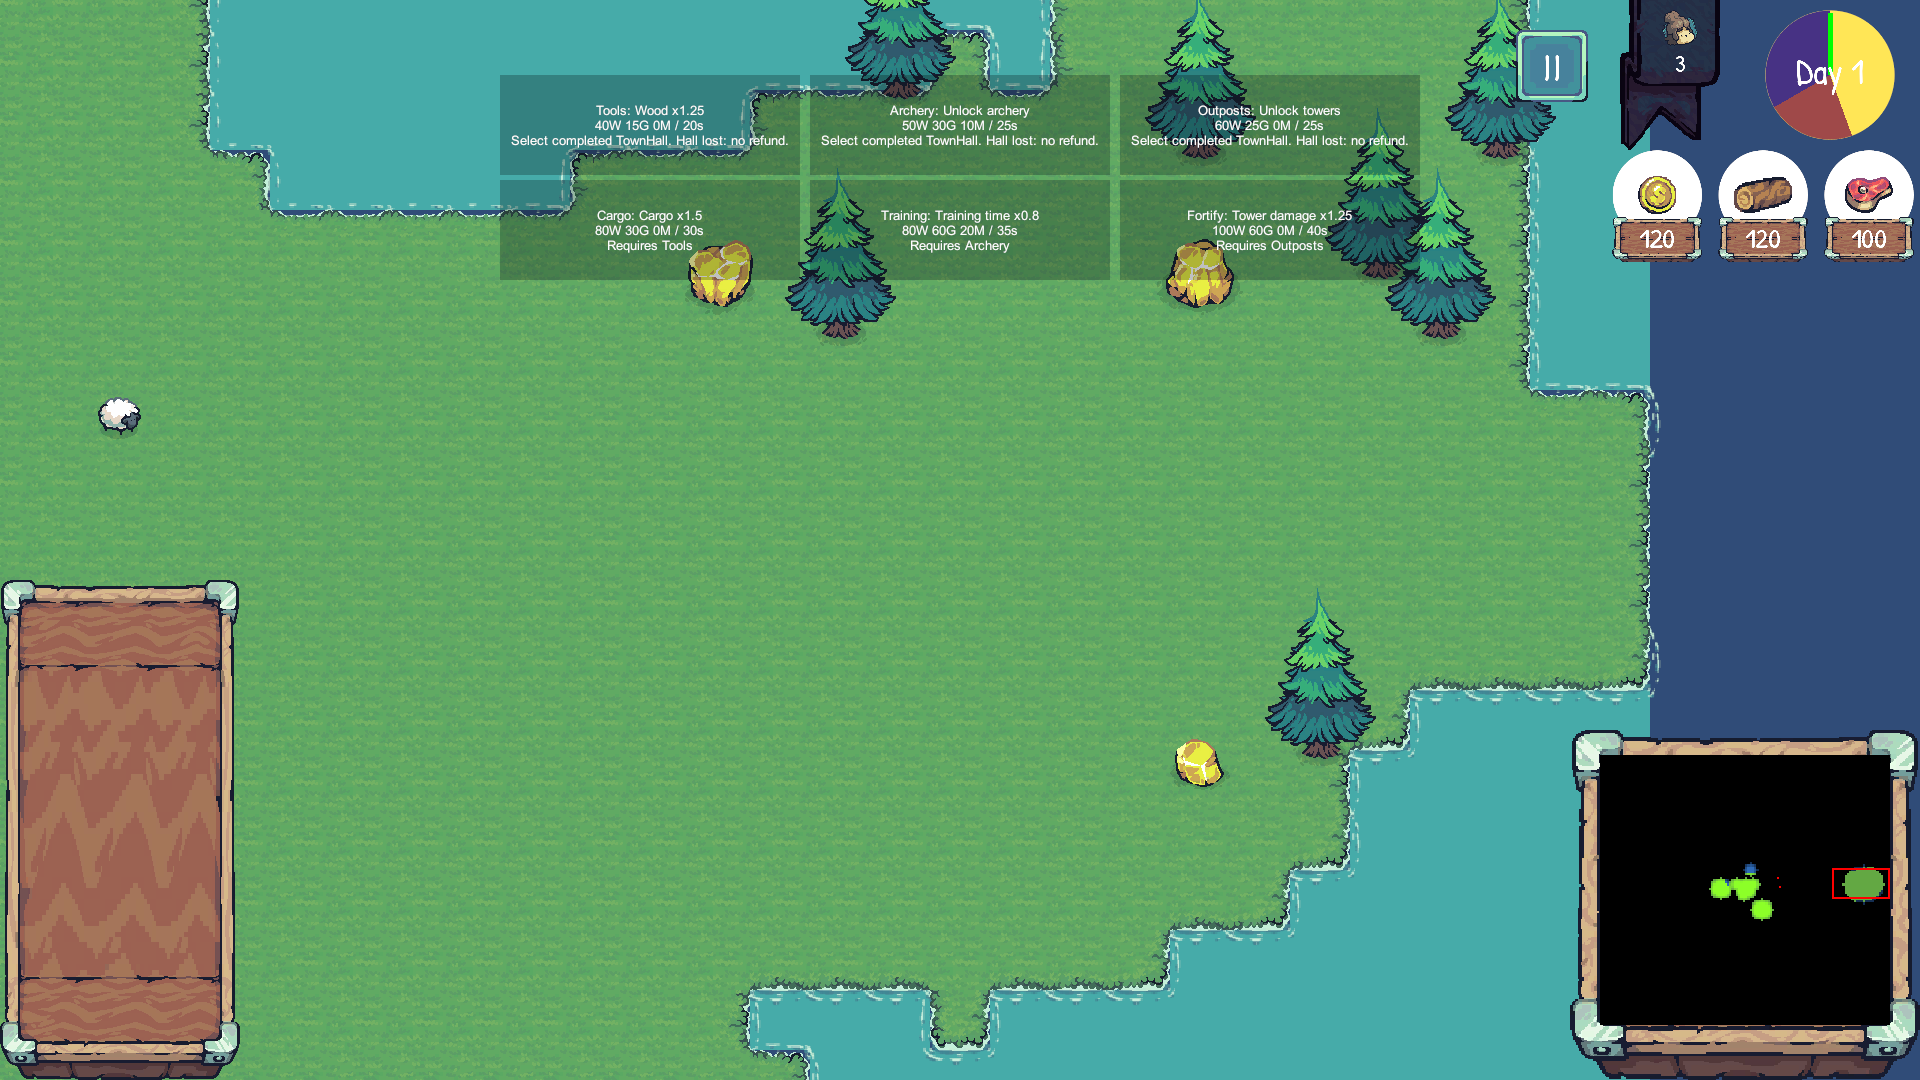 Tools: Wood x1.25
40W 15G 0M / 20s
Select completed TownHall. Hall lost: no refund.
Archery: Unlock archery
50W 30G 10M / 25s
Select completed TownHall. Hall lost: no refund.
Outposts: Unlock towers
60W 25G 0M / 25s
Select completed TownHall. Hall lost: no refund.
Cargo: Cargo x1.5
80W 30G 0M / 30s
Requires Tools
Training: Training time x0.8
80W 60G 20M / 35s
Requires Archery
Fortify: Tower damage x1.25
100W 60G 0M / 40s
Requires Outposts
3
Day 1
120
120
100